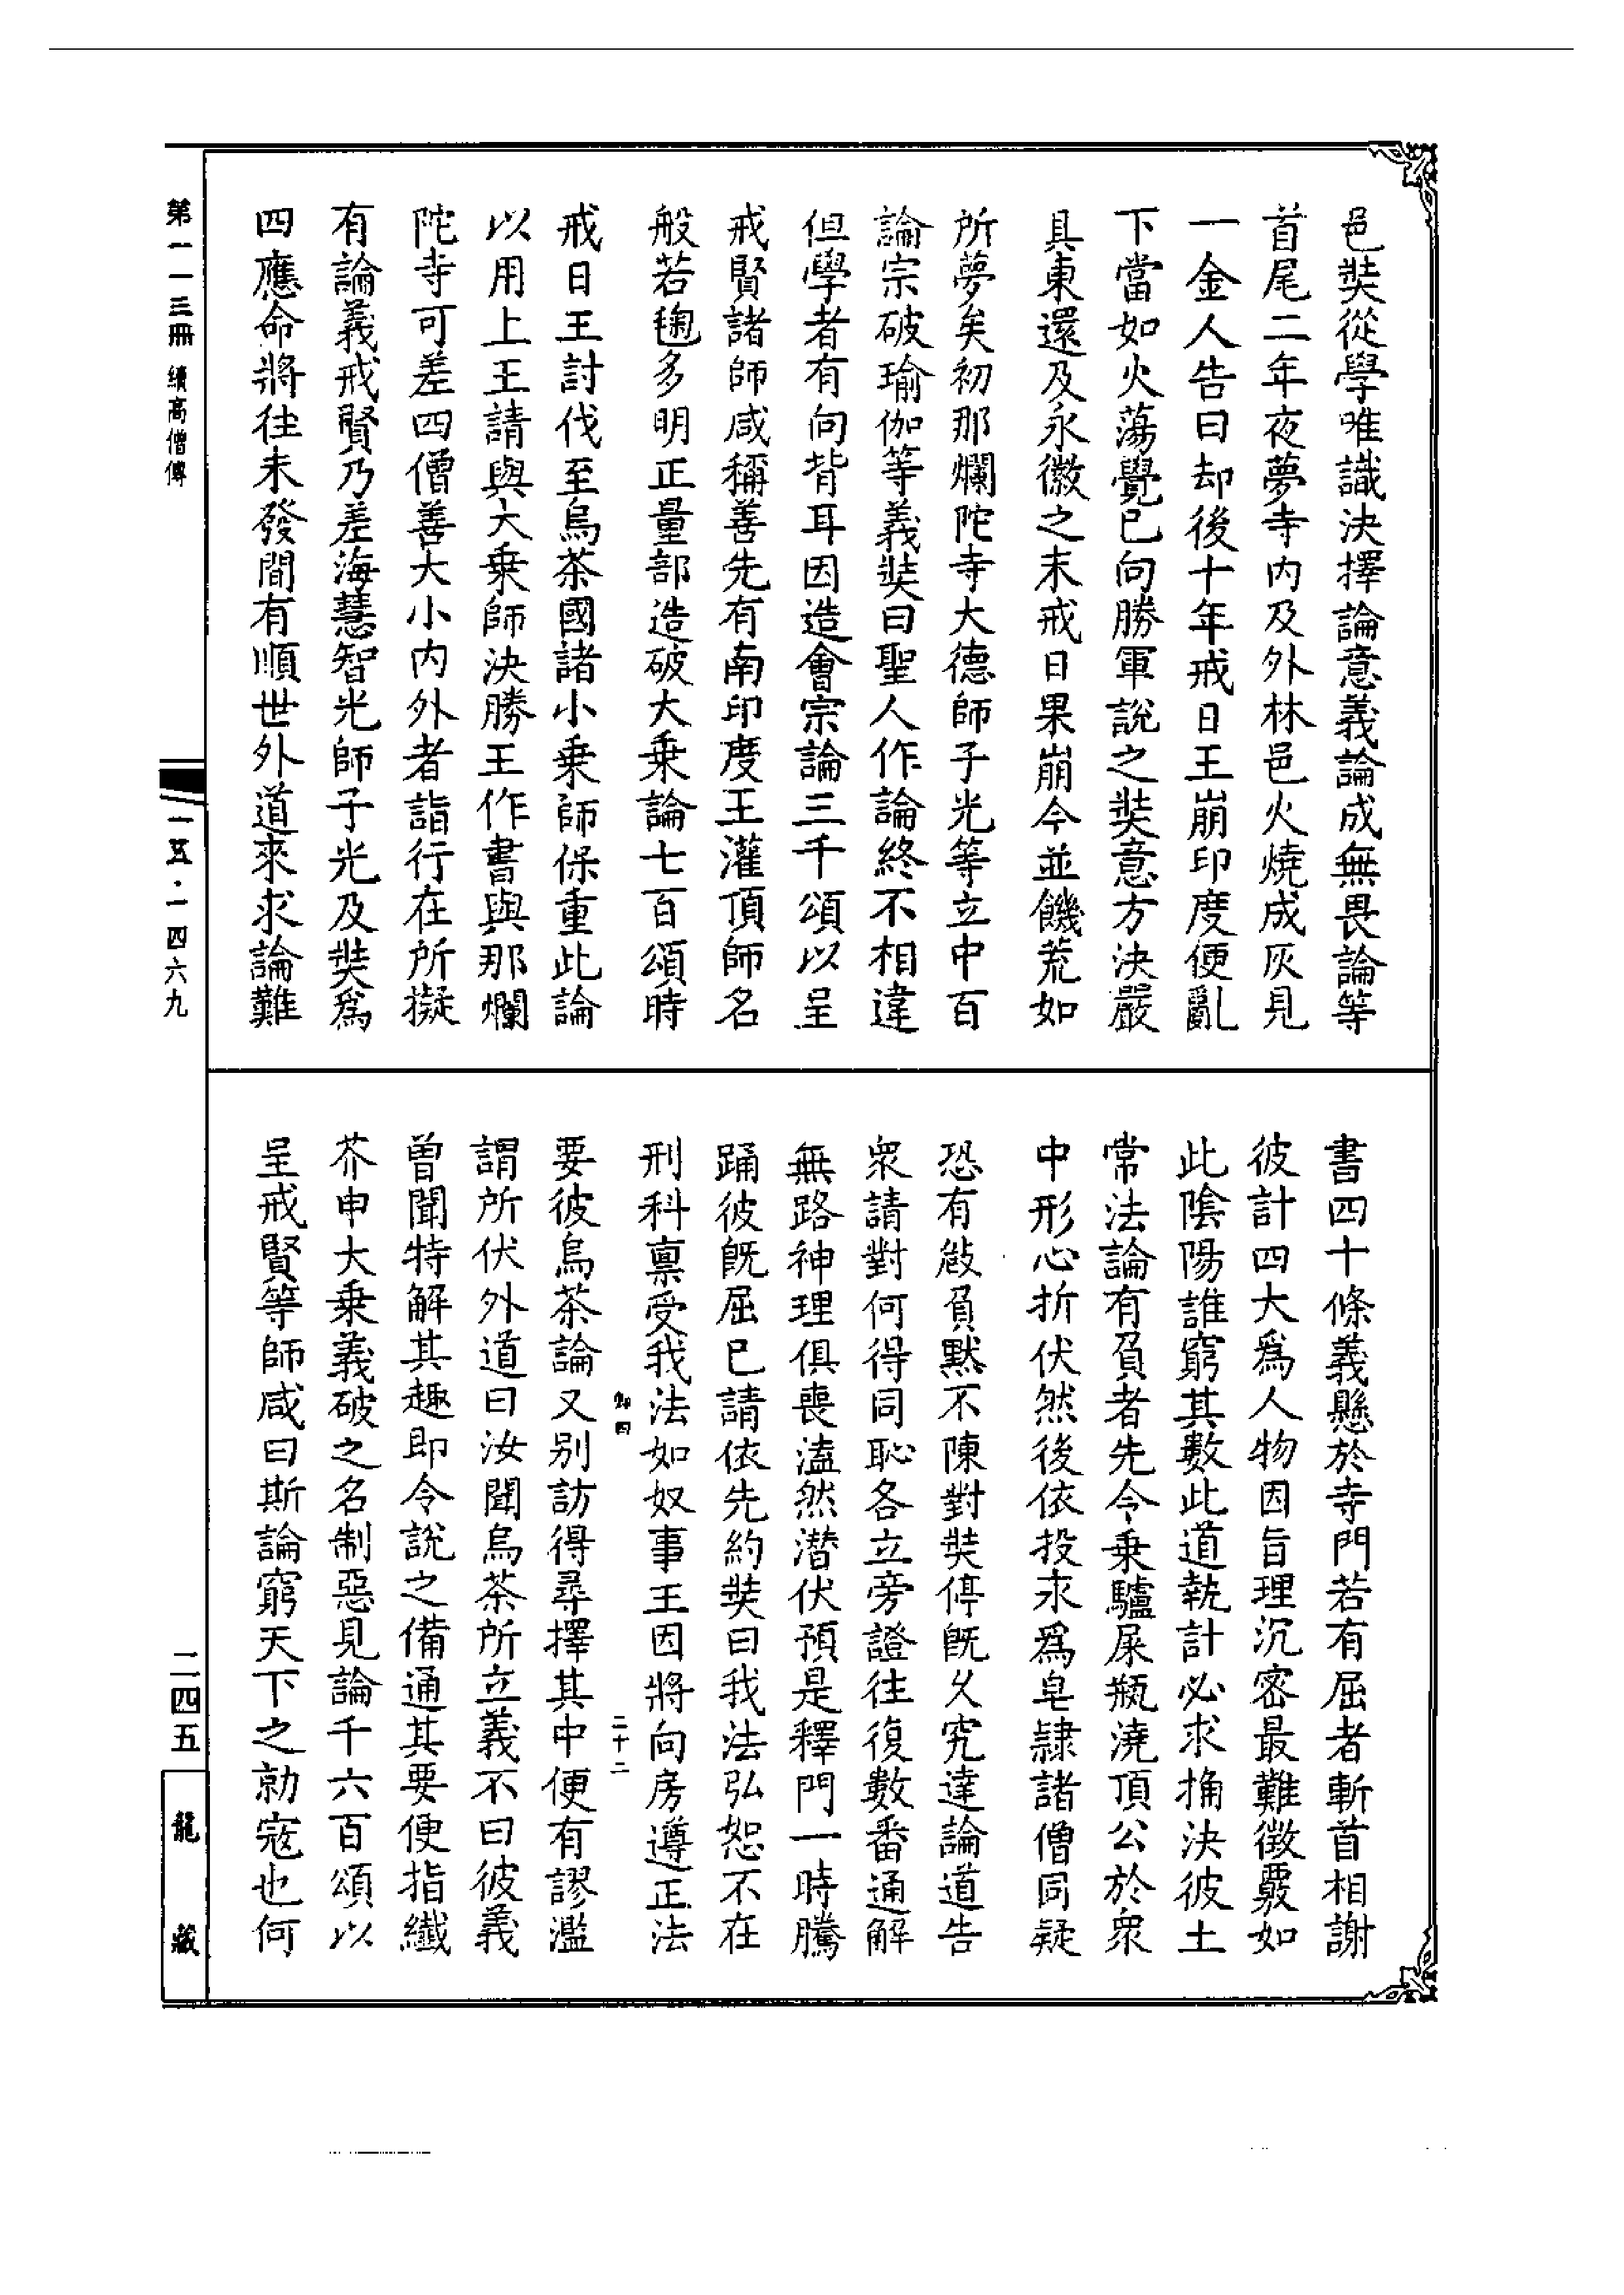 邑奘從學唯識決擇論意義論成無畏論等
首尾二年夜夢寺內及外林邑火燒成灰見
一金人告曰却後十年戒日王崩印度便亂
下當如火蕩覺已向勝軍說之奘意方決嚴
具東還及永徽之末戒日果崩今並饑荒如
所夢矣初那爛陀寺大德師子光等立中百
論宗破瑜伽等義奘曰聖人作論終不相違
但學者有向背耳因造會宗論三千頌以呈
戒賢諸師咸稱善先有南印度王灌頂師名
般若毱多明正量部造破大乘論七百頌時
戒日王討伐至烏荼國諸小乘師保重此論
以用上王請與大乘師決勝王作書與那爛
陀寺可差四僧善大小內外者詣行在所擬
有論義戒賢乃差海慧智光師子光及奘爲
四應命將往未發間有順世外道來求論難
書四十條義懸於寺門若有屈者斬首相謝
彼計四大爲人物因旨理沉密最難徵覈如
此陰陽誰窮其數此道執計必求捔決彼土
常法論有負者先令乘驢屎瓶澆頂公於衆
中形心折伏然後依投永爲皂隸諸僧同疑
恐有殿負默不陳對奘停既久究達論道告
衆請對何得同恥各立旁證往復數番通解
無路神理俱喪溘然潛伏預是釋門一時騰
踊彼既屈已請依先約奘曰我法弘恕不在
刑科稟受我法如奴事王因將向房遵正法
要彼烏荼論又別訪得尋擇其中便有謬濫
謂所伏外道曰汝聞烏荼所立義不曰彼義
曾聞特解其趣即令說之備通其要便指纖
芥申大乘義破之名制惡見論千六百頌以
呈戒賢等師咸曰斯論窮天下之勍寇也何
二十二
第一一三冊 續高僧傳
一五·一四六九
二四五
龍藏